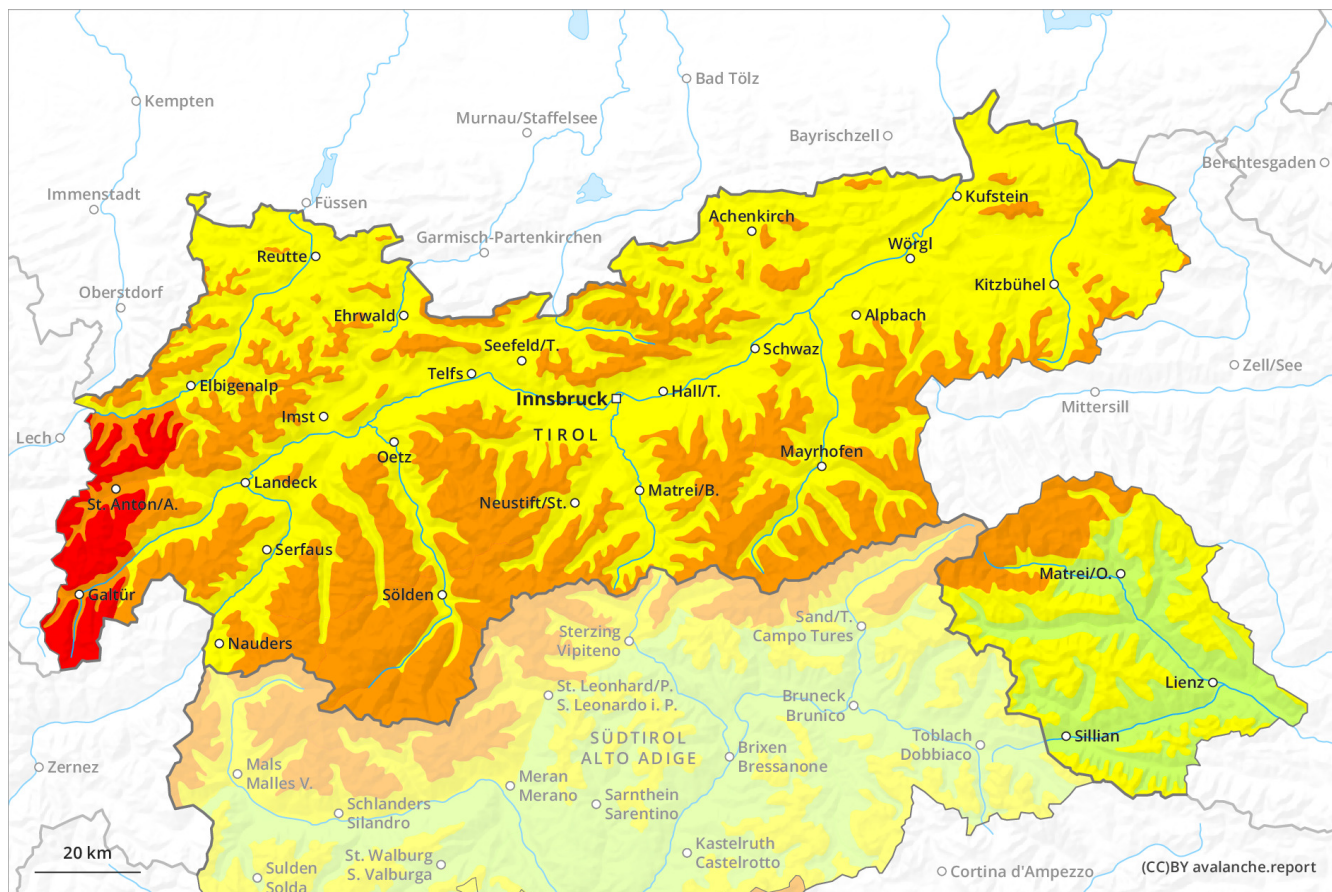 Kempten
Bad Tölz
Murnau/Staffelsee
Bayrischzell
Berchtesgaden
Immenstadt
Füssen
Kufstein
Achenkirch
Garmisch-Partenkirchen
Wörgl
Reutte
Kitzbühel
Oberstdorf
Ehrwald
Alpbach
Seefeld/T.
Schwaz
Zell/See
Telfs
Elbigenalp
Innsbruck
Hall/T.
Mittersill
Imst
Lech
TIROL
Oetz
Mayrhofen
Landeck
Matrei/B.
St. Anton/A.
Neustift/St.
Serfaus
Matrei/O.
Galtür
Sölden
Sand/T.
Campo Tures
Sterzing
Vipiteno
Nauders
Lienz
St. Leonhard/P.
S. Leonardo i. P.
Bruneck
Brunico
SÜDTIROL
ALTO ADIGE
Toblach
Dobbiaco
Sillian
Brixen
Bressanone
Zernez
Mals
Malles V.
Meran
Merano
Sarnthein
Sarentino
Schlanders
Silandro
Kastelruth
Castelrotto
20 km
St. Walburg
S. Valburga
Sulden
Solda
Cortina d'Ampezzo
(CC)BY avalanche.report